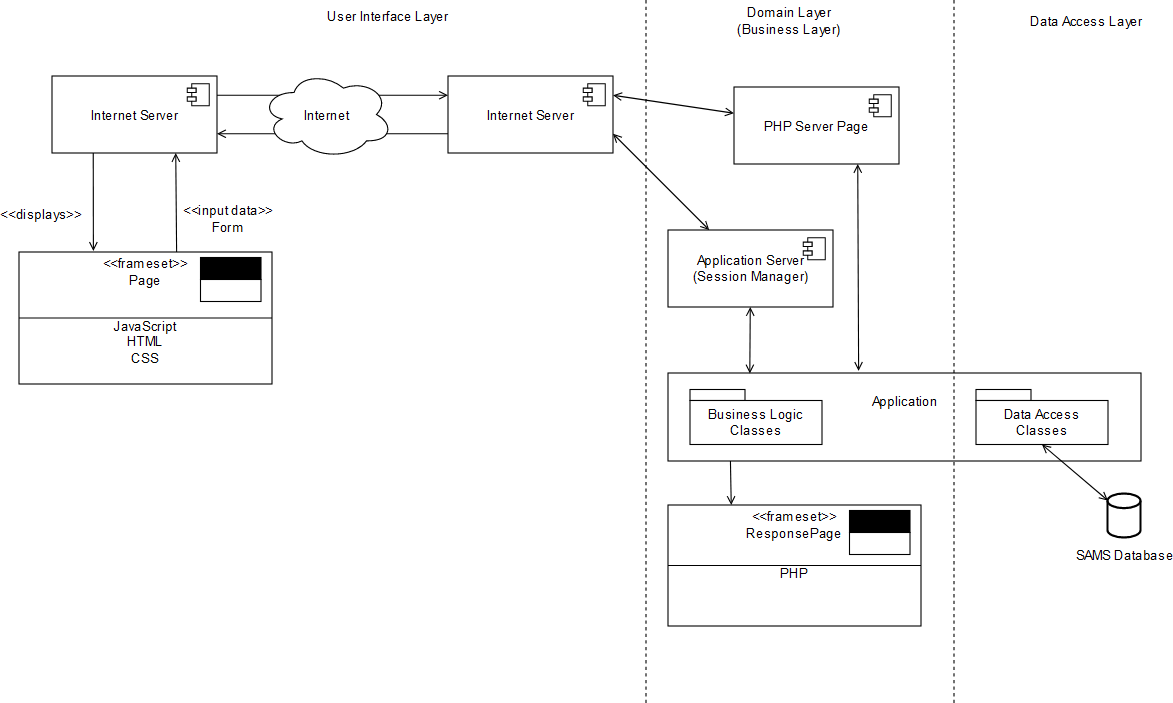 User Interface Layer
Domain Layer
(Business Layer)
Data Access Layer
Internet Server
Internet
Internet Server
PHP Server Page
<<displays>>
<<input data>>
Form
<<frameset>>
Page
JavaScript
HTML
CSS
Application Server
(Session Manager)
Application
Business Logic
Classes
Data Access
Classes
<<frameset>>
ResponsePage
PHP
SAMS Database